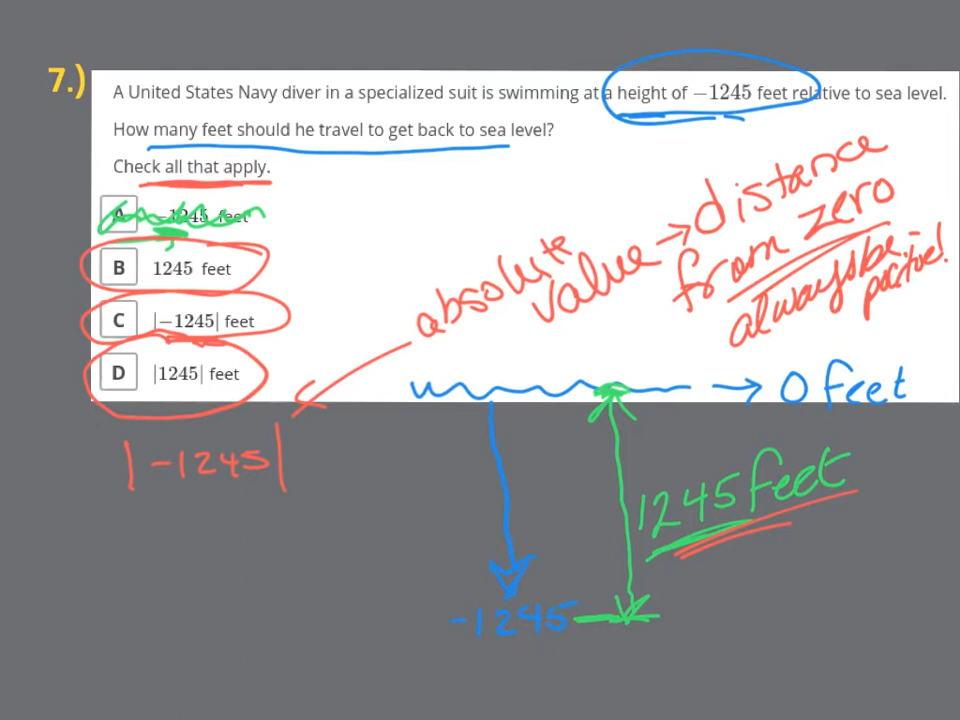 7.)
A United States Navy diver in a specialized suit is swimming at a height of −1245 feet relative to sea level.
How many feet should he travel to get back to sea level?
Check all that apply.
A −1245 feet
B 1245 feet
C |−1245| feet
D |1245| feet
absolute value → distance from zero
always be positive!
→ 0 feet
|-1245|
1245 feet
-1245